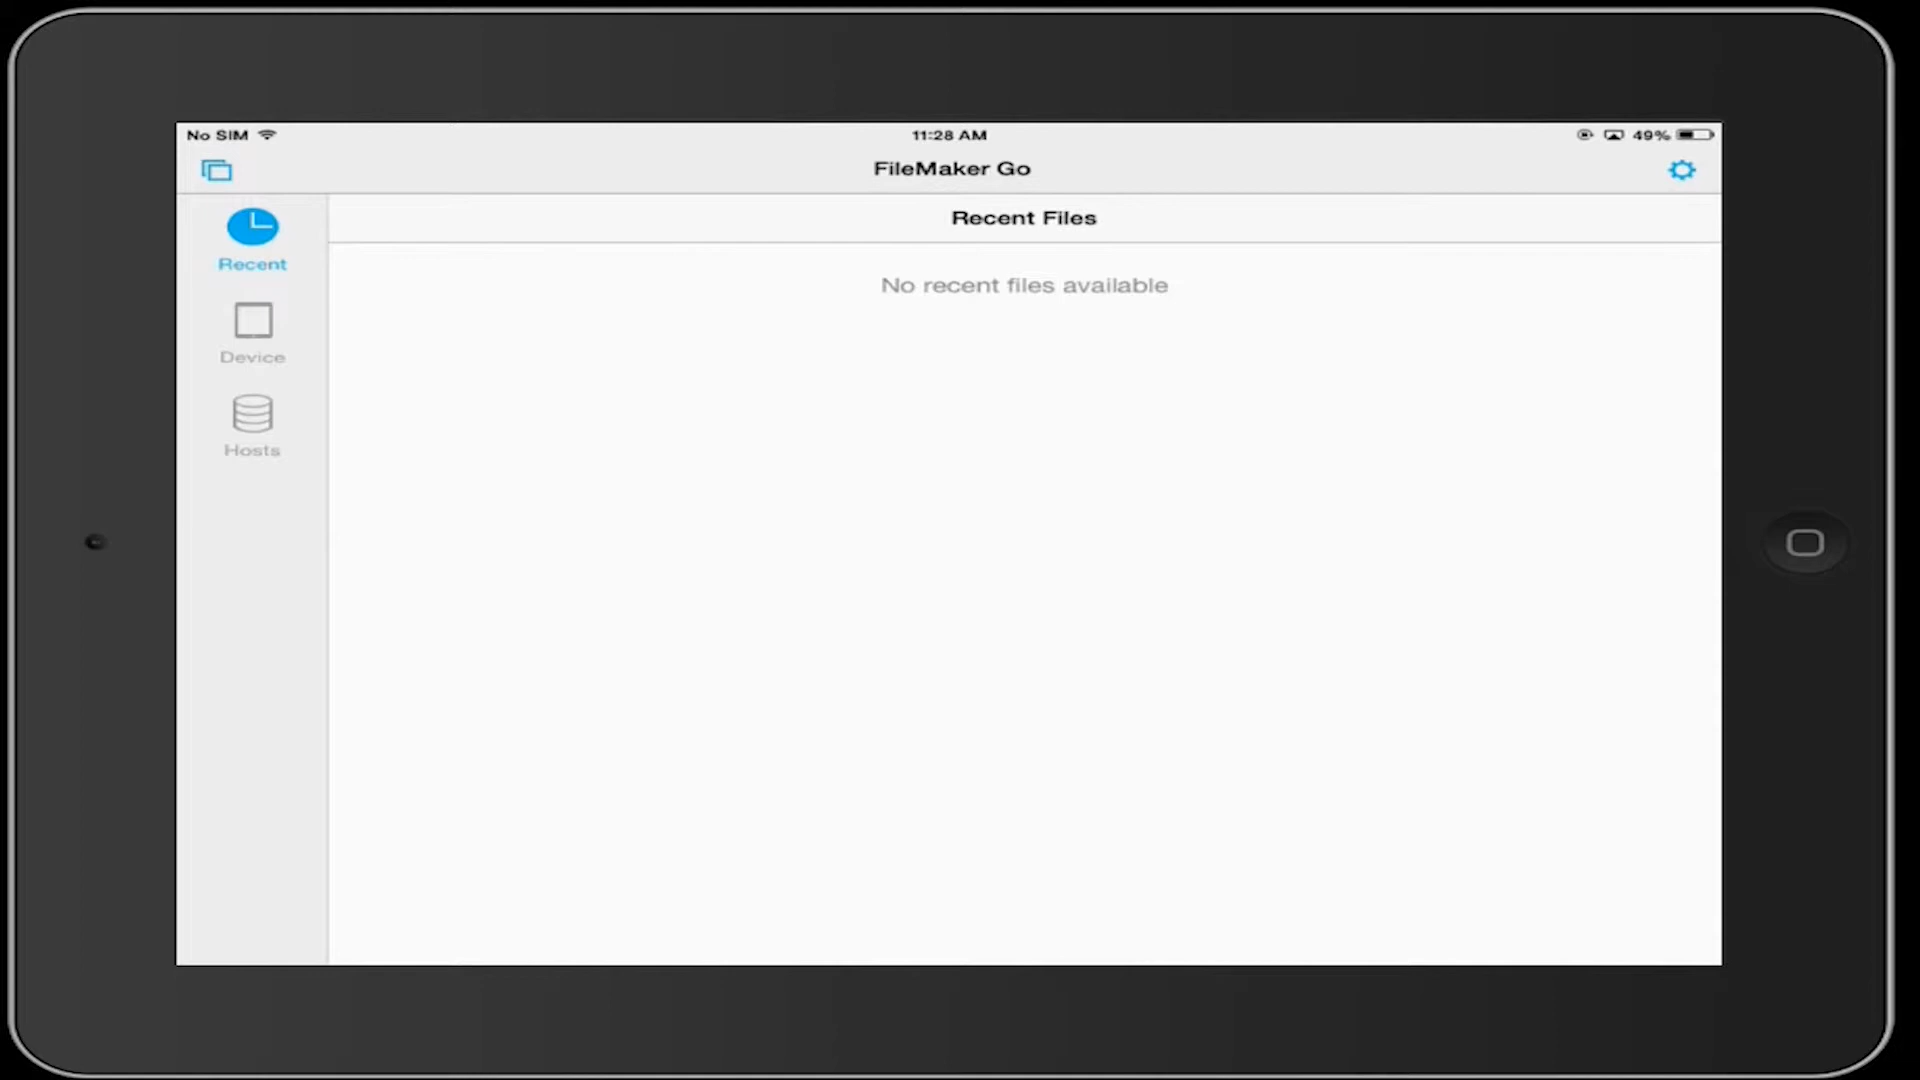 No SIM
11:28 AM
49%
FileMaker Go
Recent
Device
Hosts
Recent Files
No recent files available